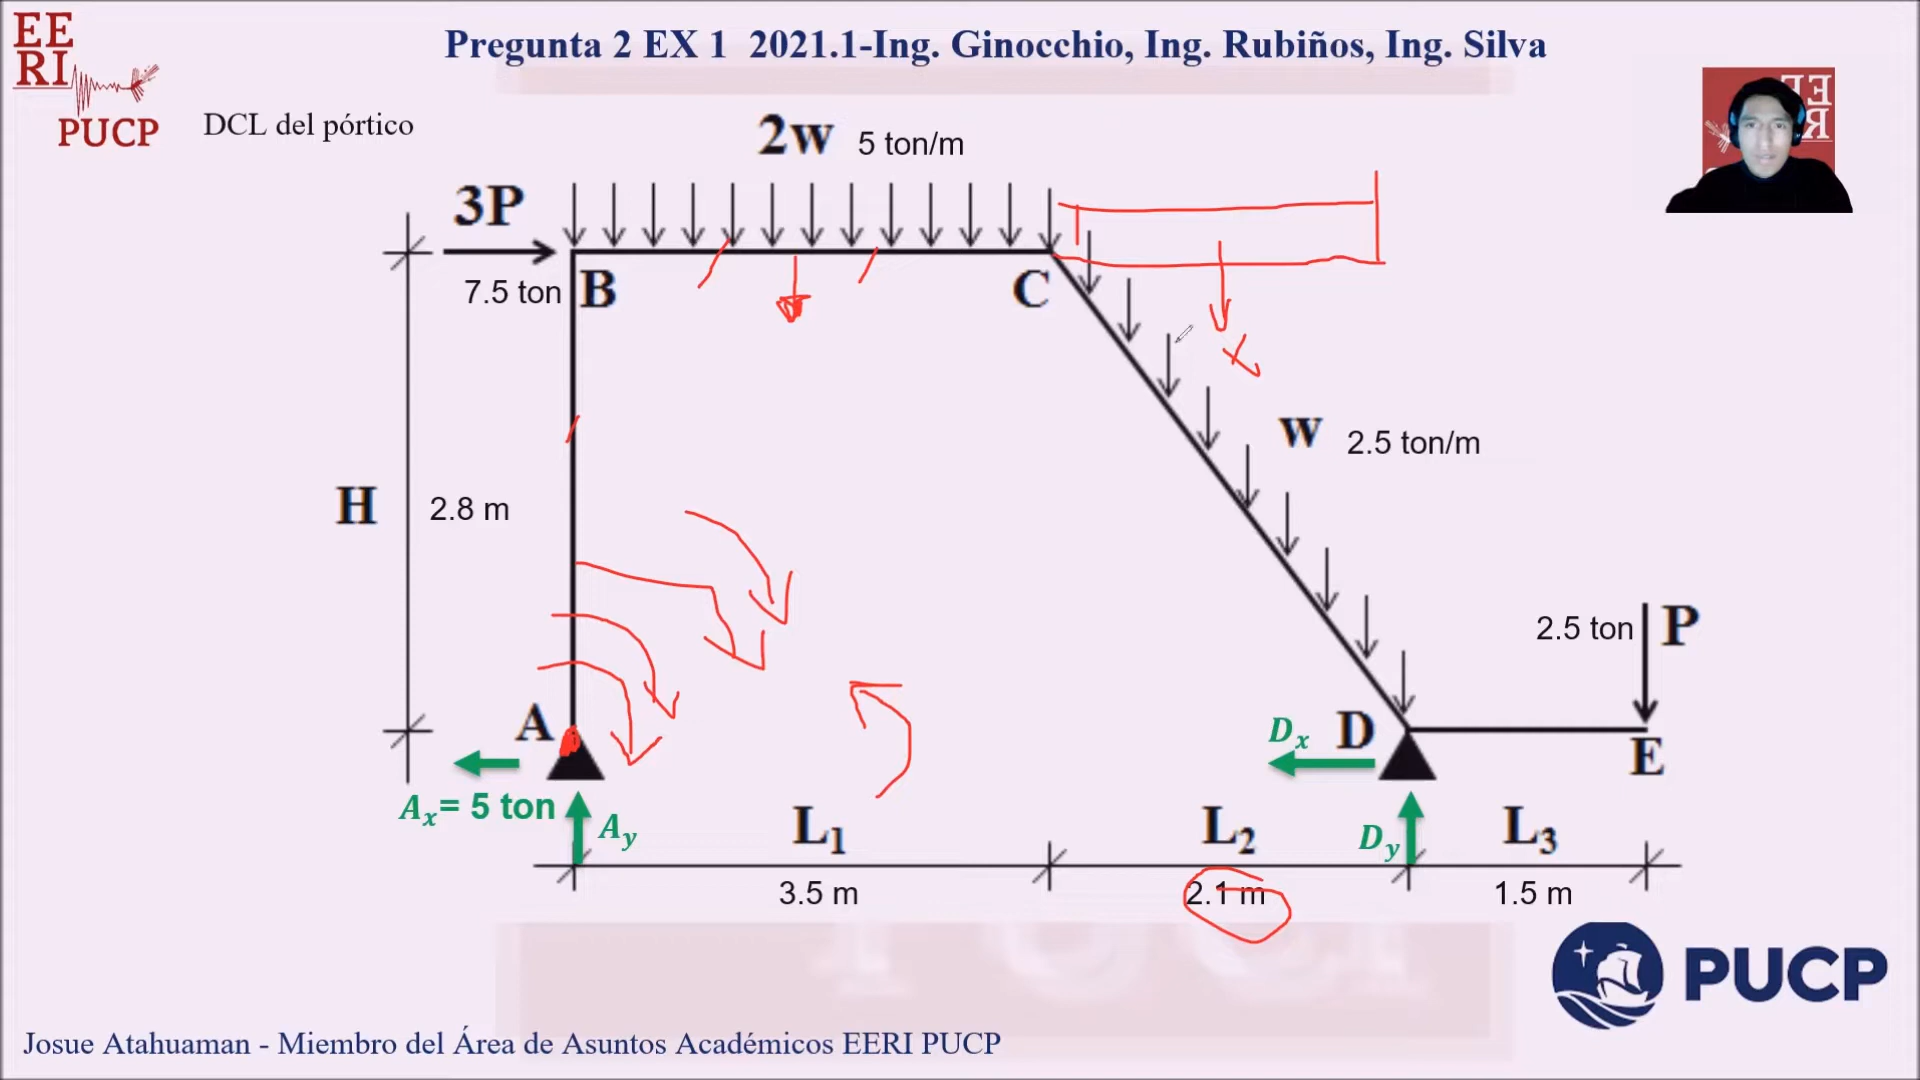 EE
RI
PUCP
Pregunta 2 EX 1 2021.1-Ing. Ginocchio, Ing. Rubiños, Ing. Silva
DCL del pórtico
2w 5 ton/m
3P
7.5 ton
B
C
w 2.5 ton/m
H 2.8 m
2.5 ton P
A
Dx D
E
Ax= 5 ton
Ay
L1
L2
Dy
L3
3.5 m
2.1 m
1.5 m
PUCP
Josue Atahuaman - Miembro del Área de Asuntos Académicos EERI PUCP